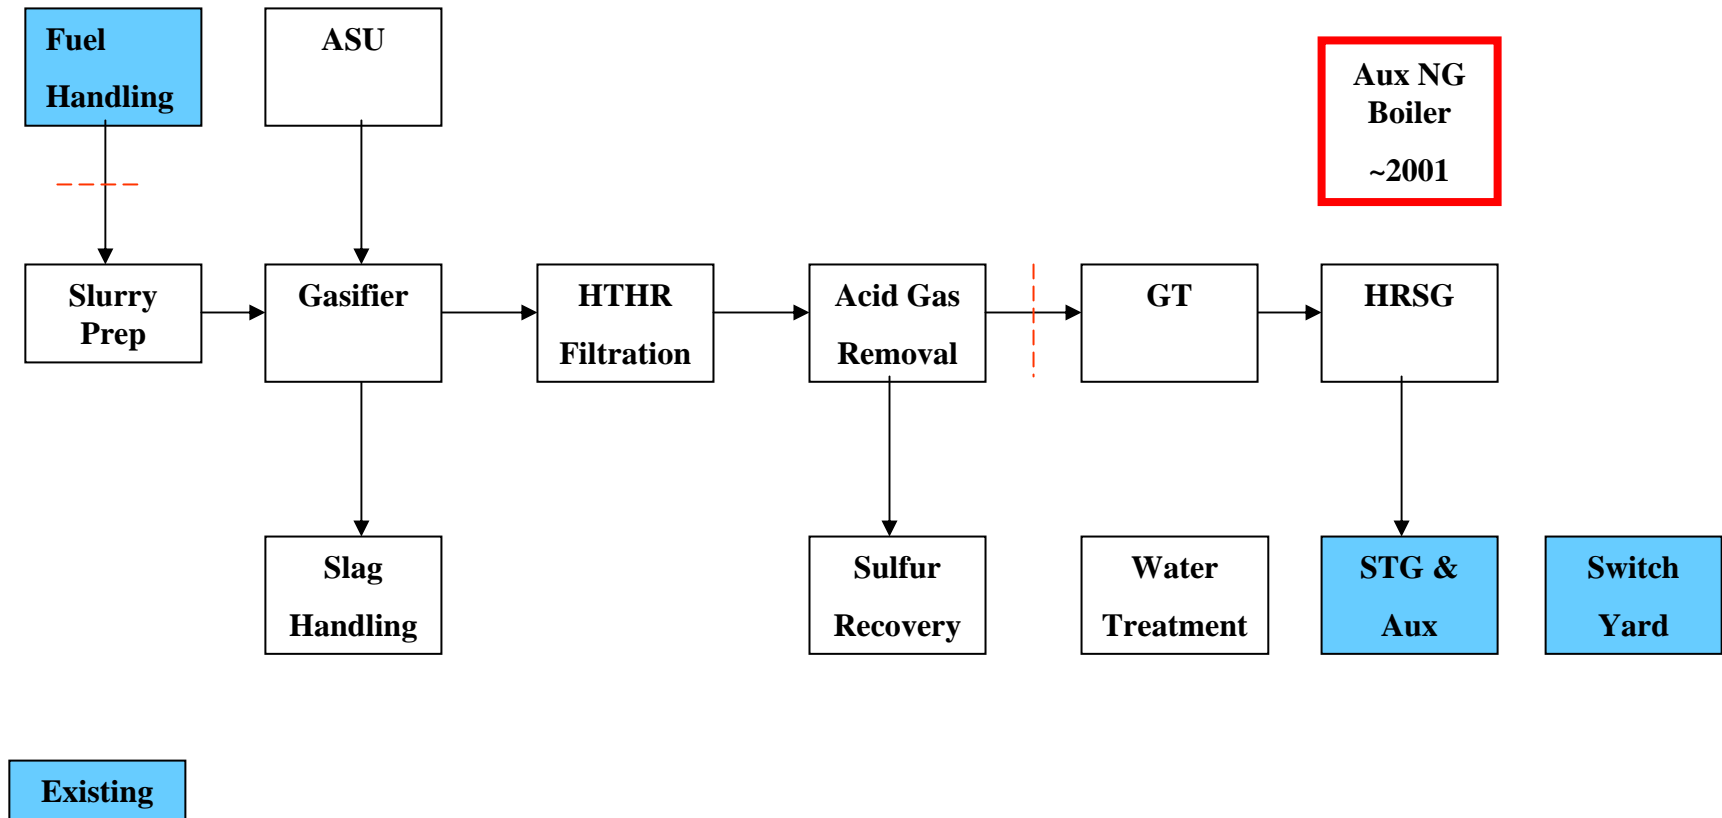 Fuel
Handling
ASU
Aux NG
Boiler
~2001
Slurry
Prep
Gasifier
HTHR
Filtration
Acid Gas
Removal
GT
HRSG
Slag
Handling
Sulfur
Recovery
Water
Treatment
STG &
Aux
Switch
Yard
Existing